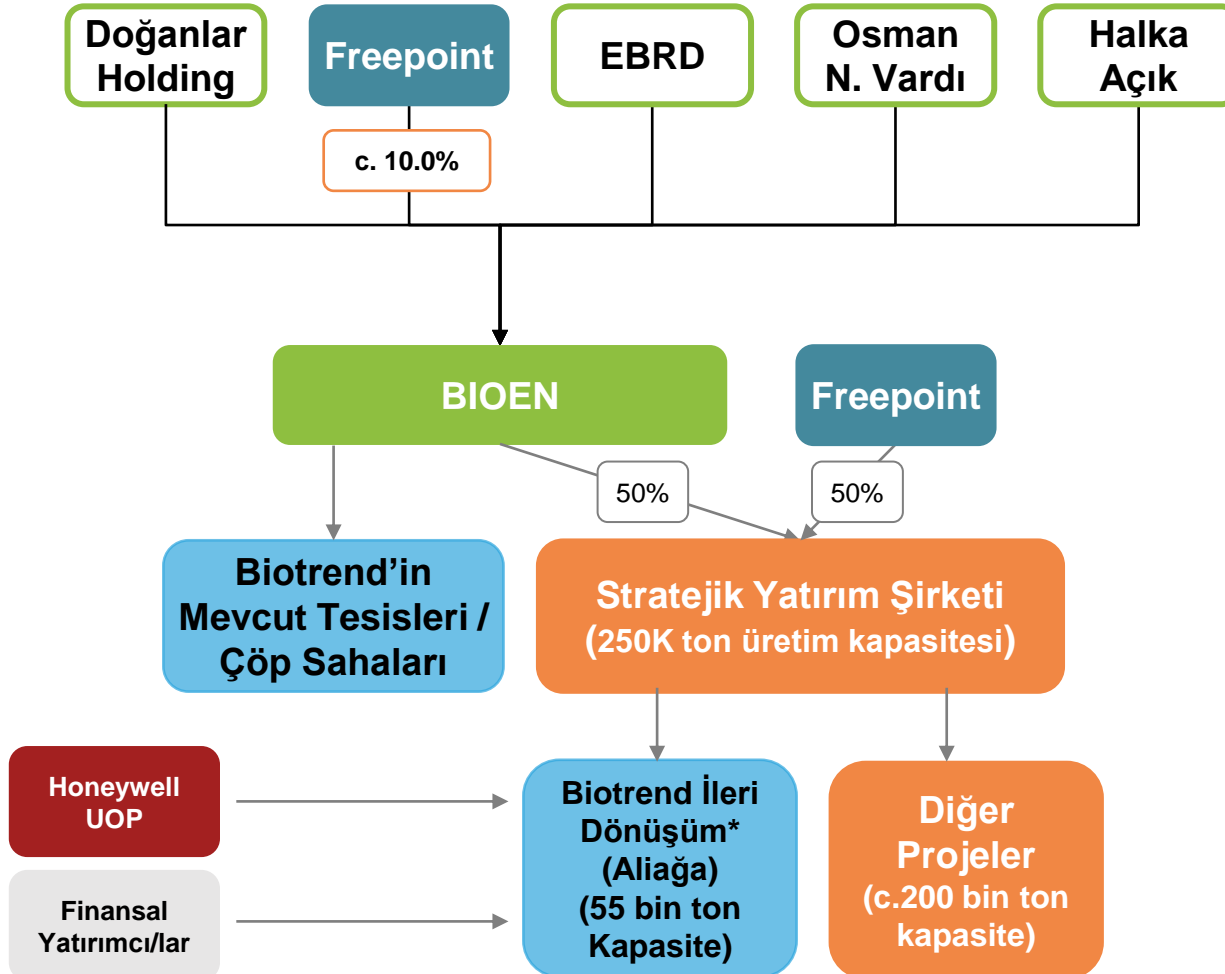 Doğanlar
Holding
Freepoint
EBRD
Osman
N. Vardı
Halka
Açık
c. 10.0%
BIOEN
Freepoint
50%
50%
Biotrend’in
Mevcut Tesisleri /
Çöp Sahaları
Stratejik Yatırım Şirketi
(250K ton üretim kapasitesi)
Honeywell
UOP
Finansal
Yatırımcı/lar
Biotrend İleri
Dönüşüm*
(Aliağa)
(55 bin ton
Kapasite)
Diğer
Projeler
(c.200 bin ton
kapasite)